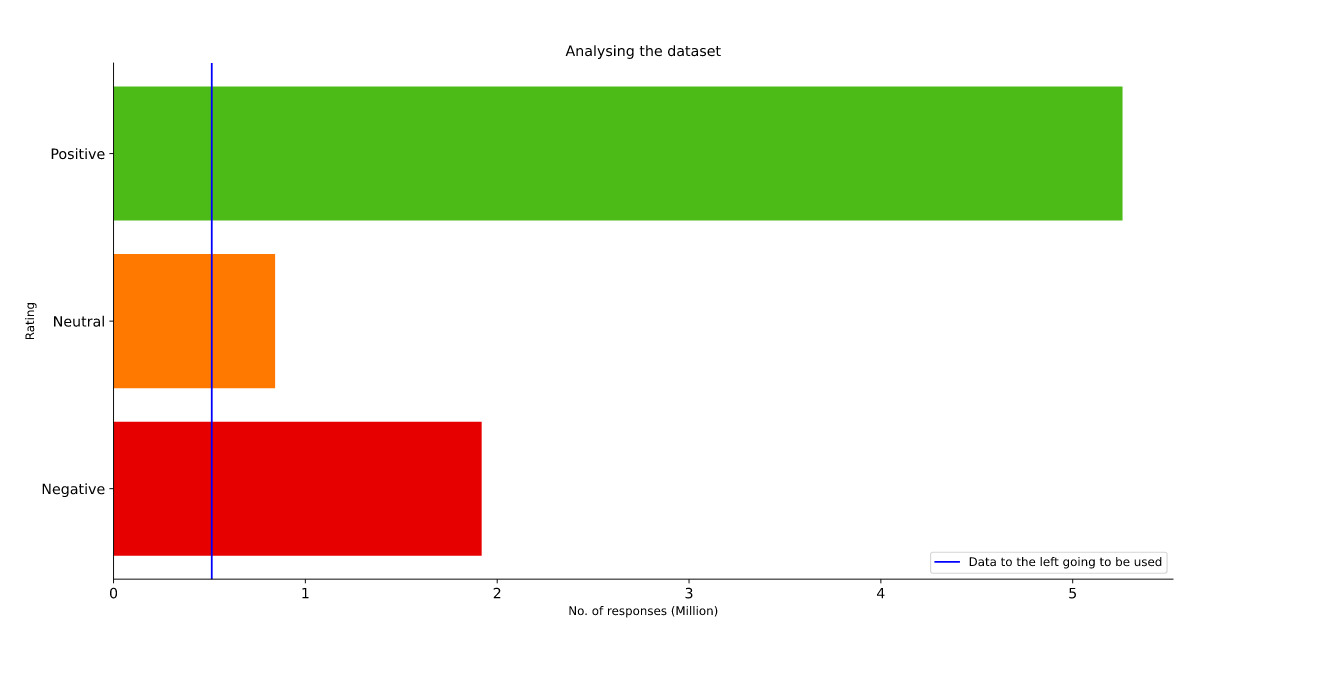 Analysing the dataset
Rating
Positive
Neutral
Negative
Data to the left going to be used
0 1 2 3 4 5
No. of responses (Million)